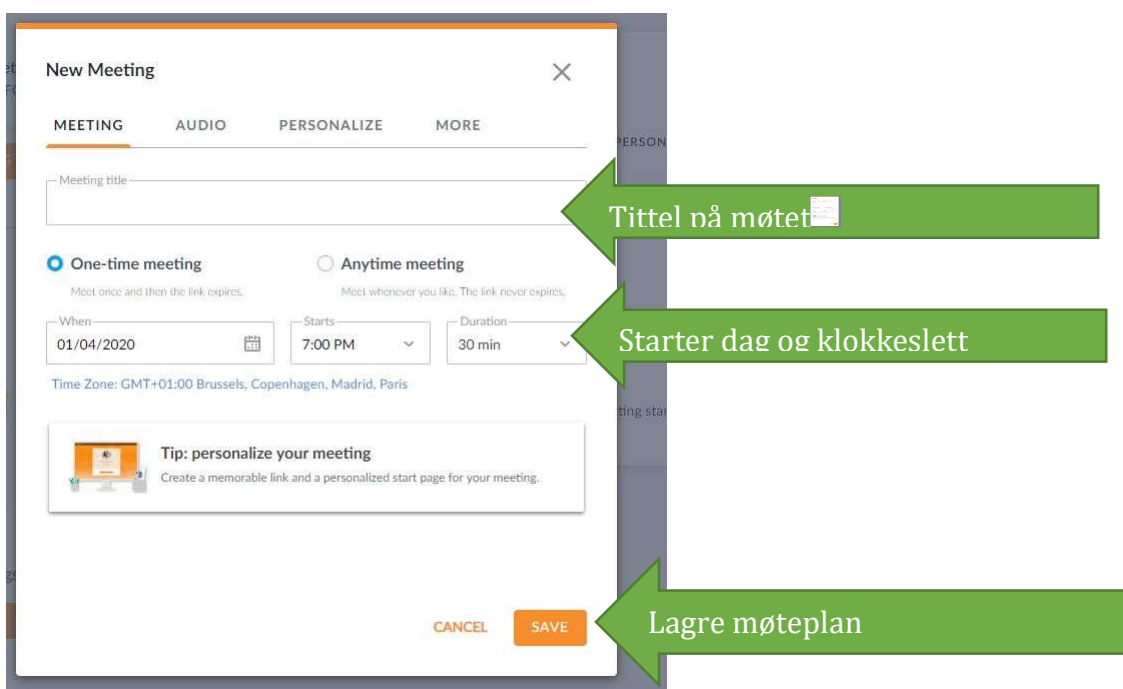 New Meeting
MEETING AUDIO PERSONALIZE MORE
PERSON
Meeting title
Tittel på møtet
One-time meeting Anytime meeting
Meet once and then the link expires. Meet whenever you like. The link never expires.
When Starts Duration
01/04/2020 7:00 PM 30 min
Starter dag og klokkeslett
Time Zone: GMT+01:00 Brussels, Copenhagen, Madrid, Paris
ting star
Tip: personalize your meeting
Create a memorable link and a personalized start page for your meeting.
CANCEL SAVE
Lagre møteplan